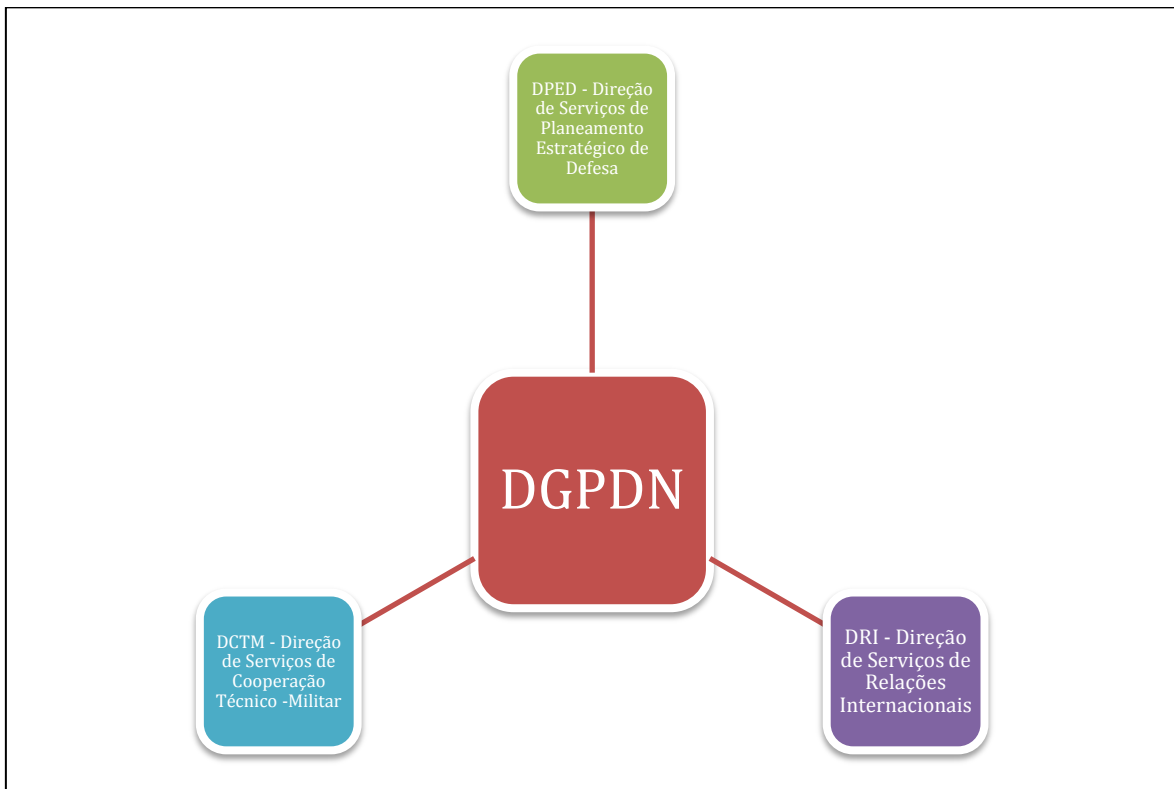 DPED - Direção
de Serviços de
Planeamento
Estratégico de
Defesa
DGPDN
DCTM - Direção
de Serviços de
Cooperação
Técnico -Militar
DRI - Direção
de Serviços de
Relações
Internacionais